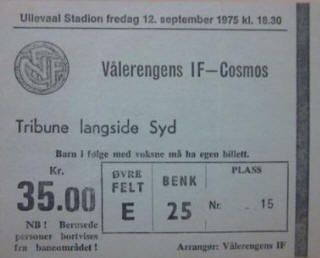 Ullevaal Stadion fredag 12. september 1975 kl. 18.30
Vålerengens IF—Cosmos
Tribune langside Syd
Barn i følge med voksne må ha egen billett.
Kr.
35.00
ØVRE
FELT
E
BENK
25
PLASS
Nr. 15
NB! Berusede
personer bortvises
fra baneområdet!
Arrangør: Vålerengens IF